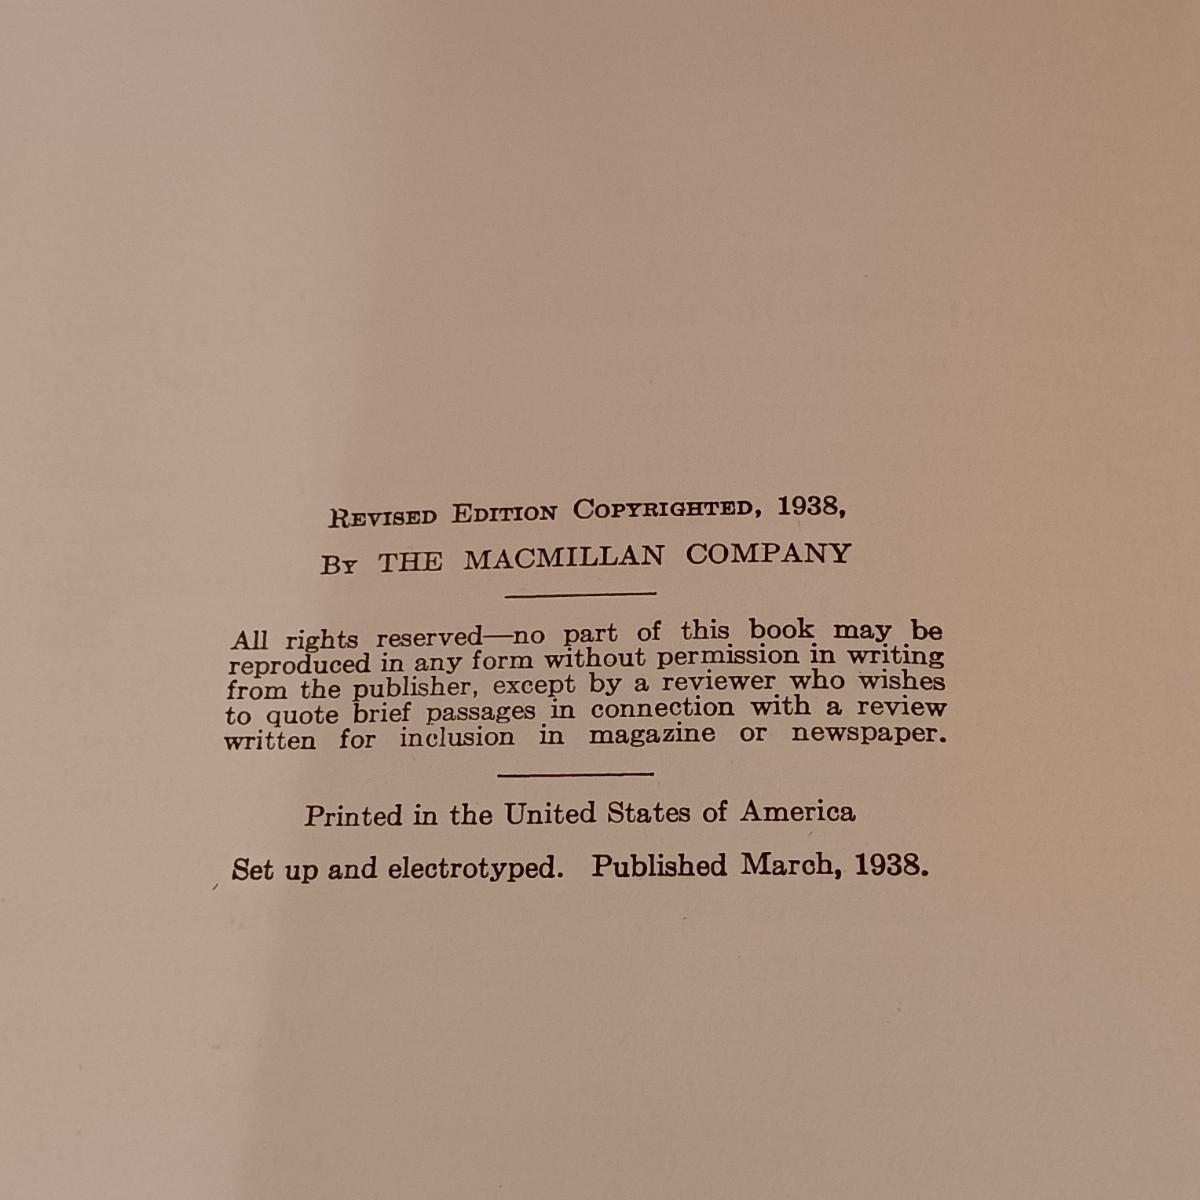 Revised Edition Copyrighted, 1938,
By THE MACMILLAN COMPANY
All rights reserved—no part of this book may be
reproduced in any form without permission in writing
from the publisher, except by a reviewer who wishes
to quote brief passages in connection with a review
written for inclusion in magazine or newspaper.
Printed in the United States of America
Set up and electrotyped. Published March, 1938.